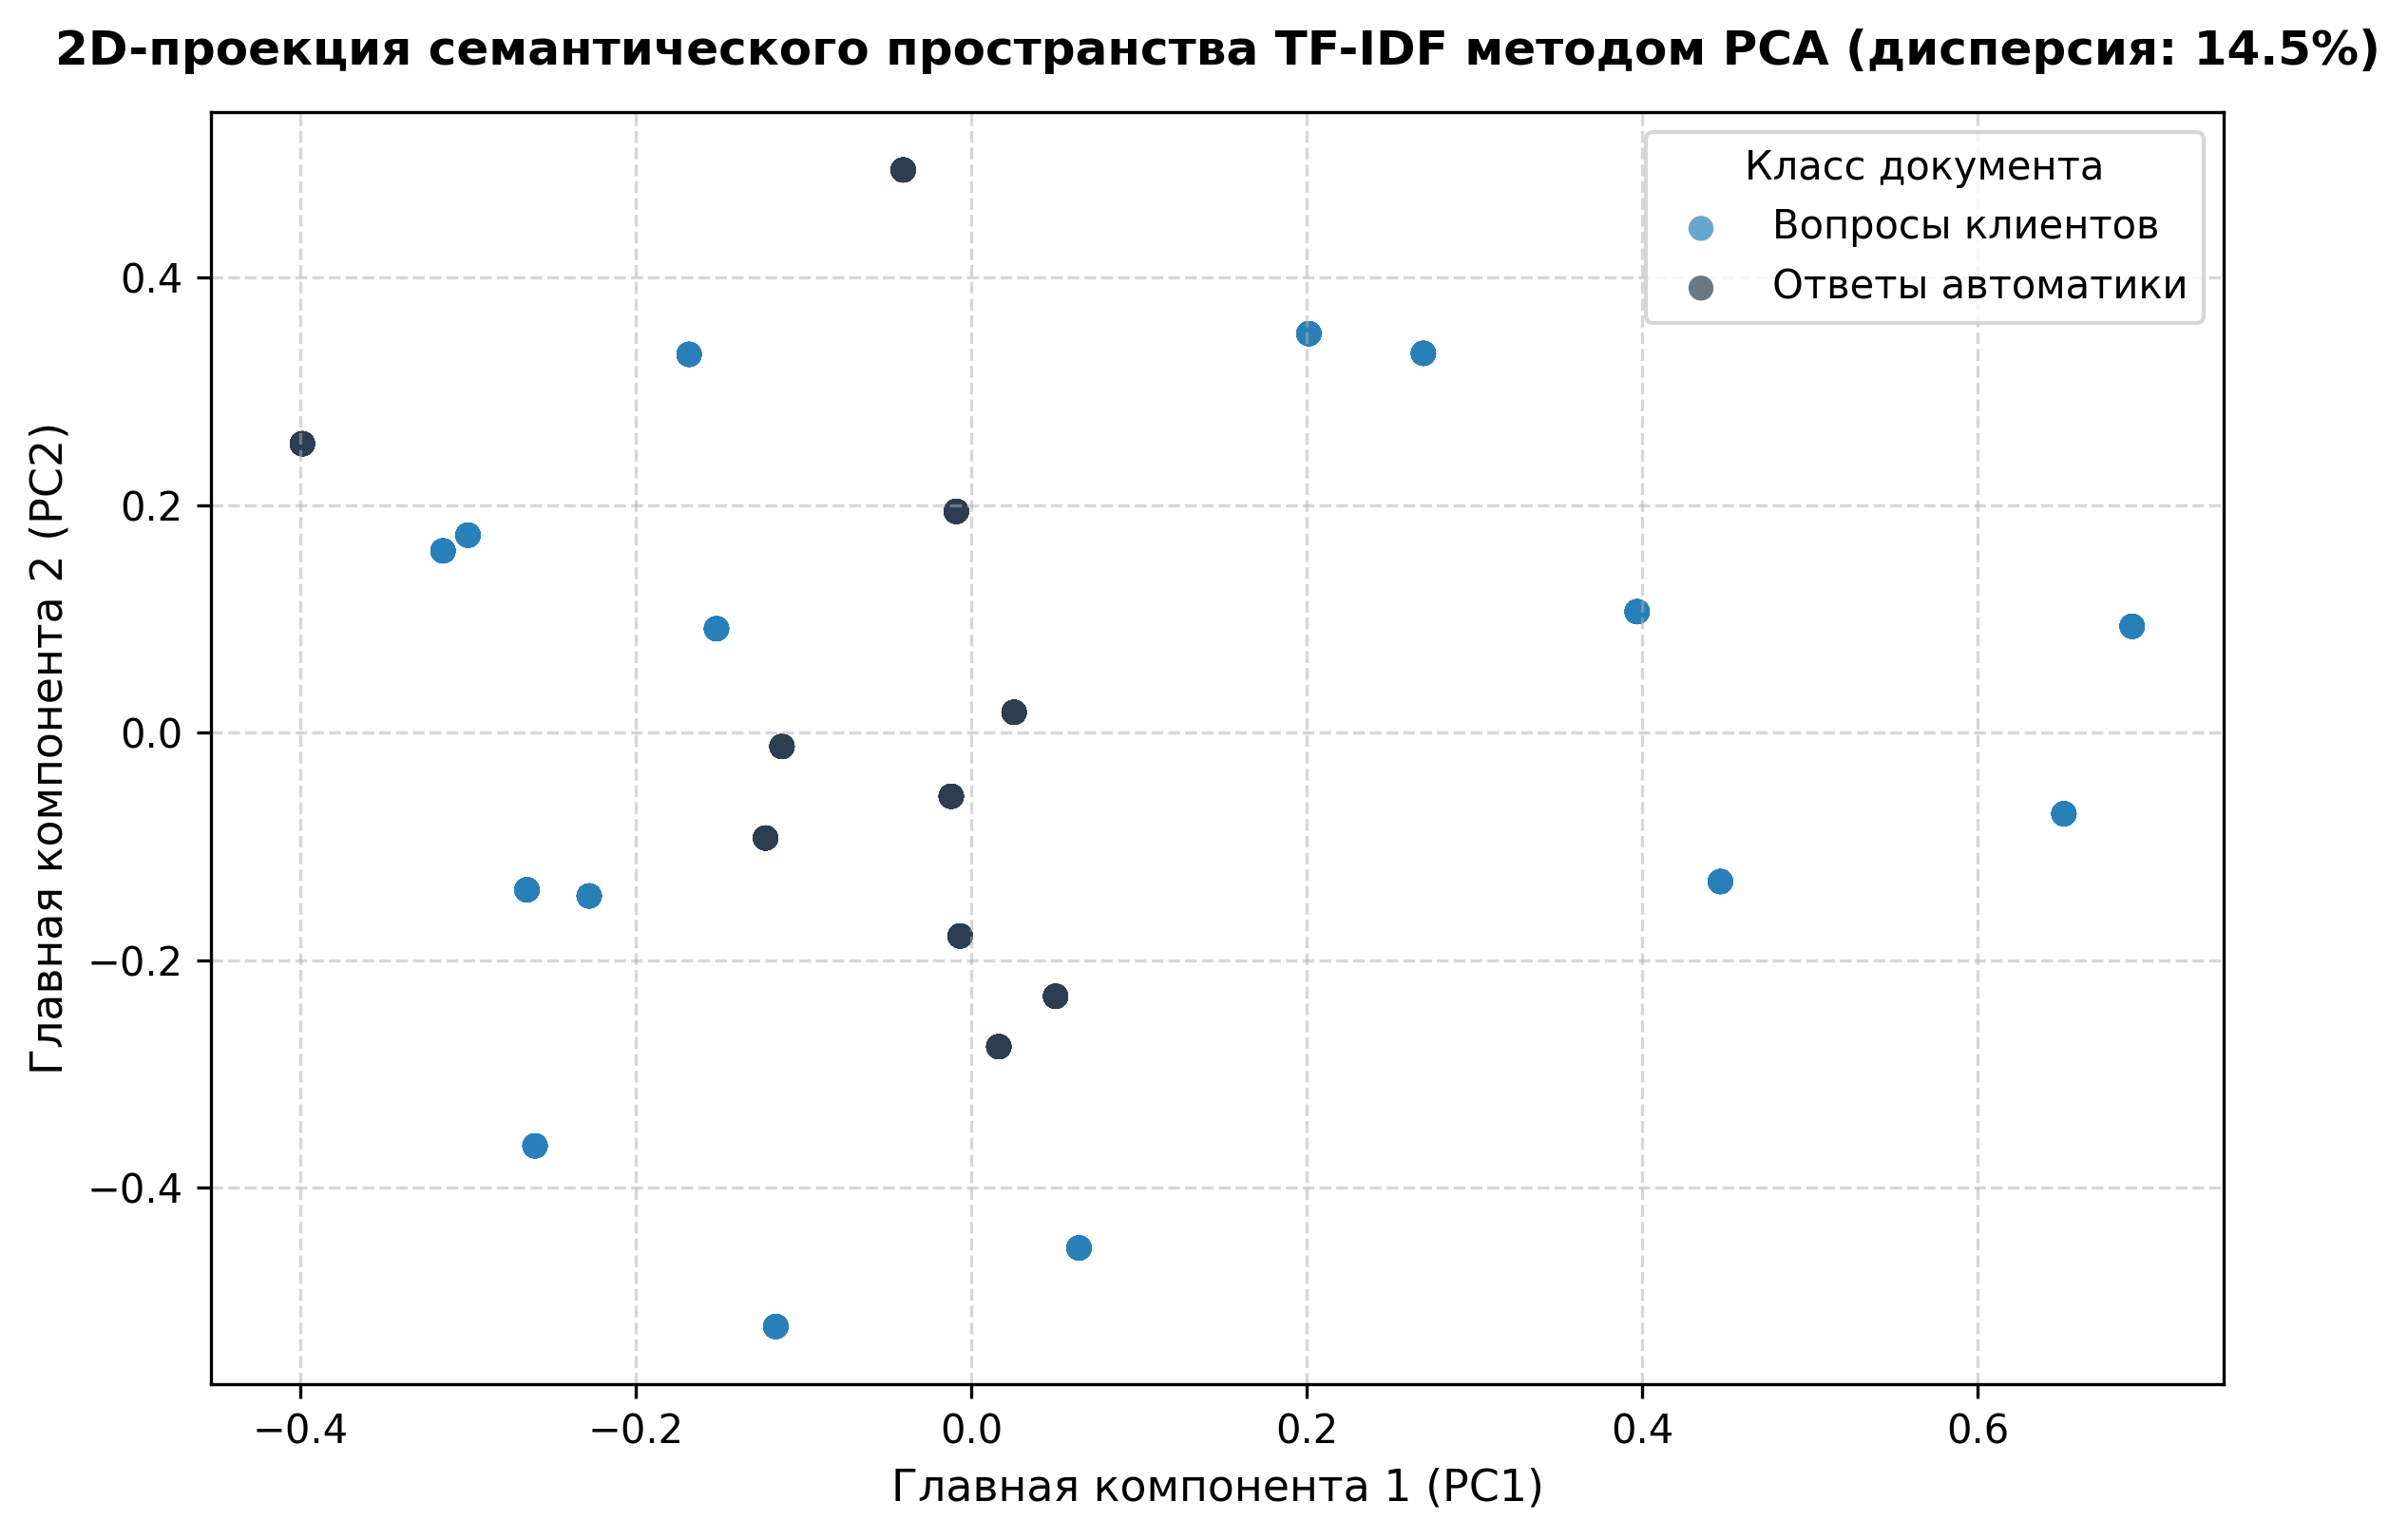 2D-проекция семантического пространства TF-IDF методом PCA (дисперсия: 14.5%)
Класс документа
Вопросы клиентов
Ответы автоматики
Главная компонента 2 (PC2)
0.4
0.2
0.0
−0.2
−0.4
−0.4 −0.2 0.0 0.2 0.4 0.6
Главная компонента 1 (PC1)